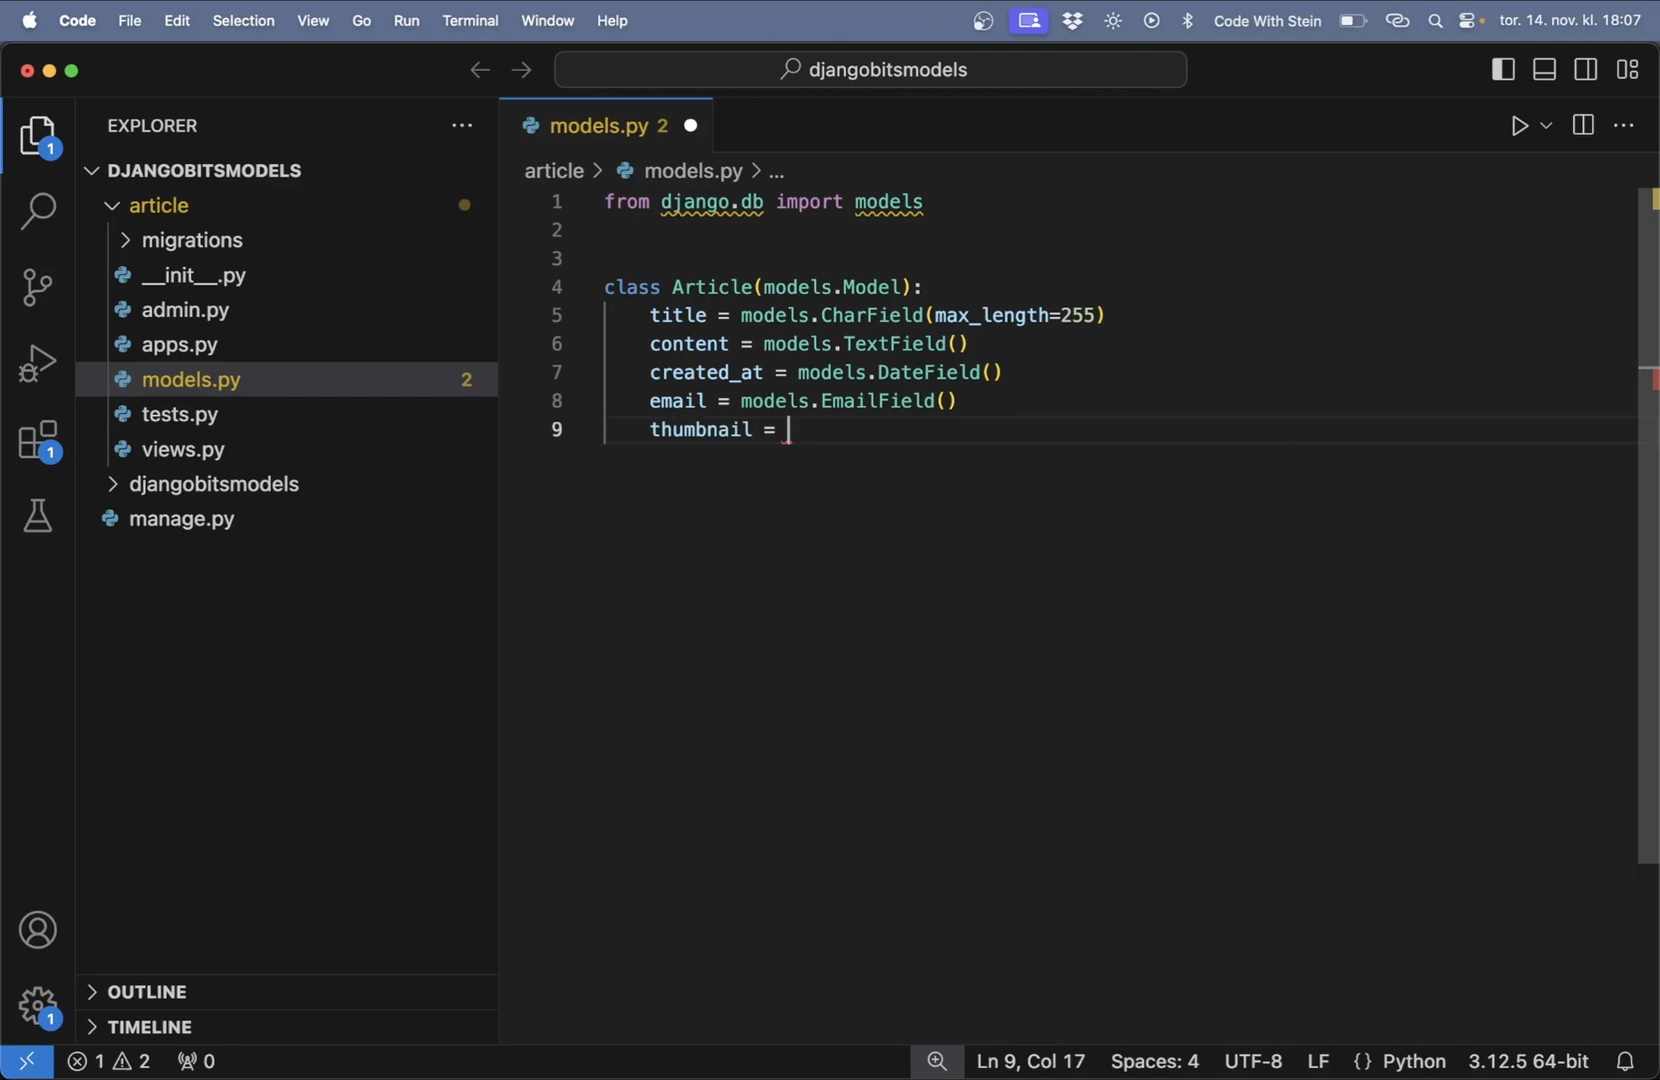 Code File Edit Selection View Go Run Terminal Window Help Code With Stein tor. 14. nov. kl. 18:07
djangobitsmodels
EXPLORER
1
DJANGOBITSMODELS
article
migrations
__init__.py
admin.py
apps.py
models.py 2
tests.py
1
views.py
djangobitsmodels
manage.py
OUTLINE
1
TIMELINE
models.py 2
article > models.py > ...
1 from django.db import models
2
3
4 class Article(models.Model):
5 title = models.CharField(max_length=255)
6 content = models.TextField()
7 created_at = models.DateField()
8 email = models.EmailField()
9 thumbnail =
1 2 0 Ln 9, Col 17 Spaces: 4 UTF-8 LF {} Python 3.12.5 64-bit